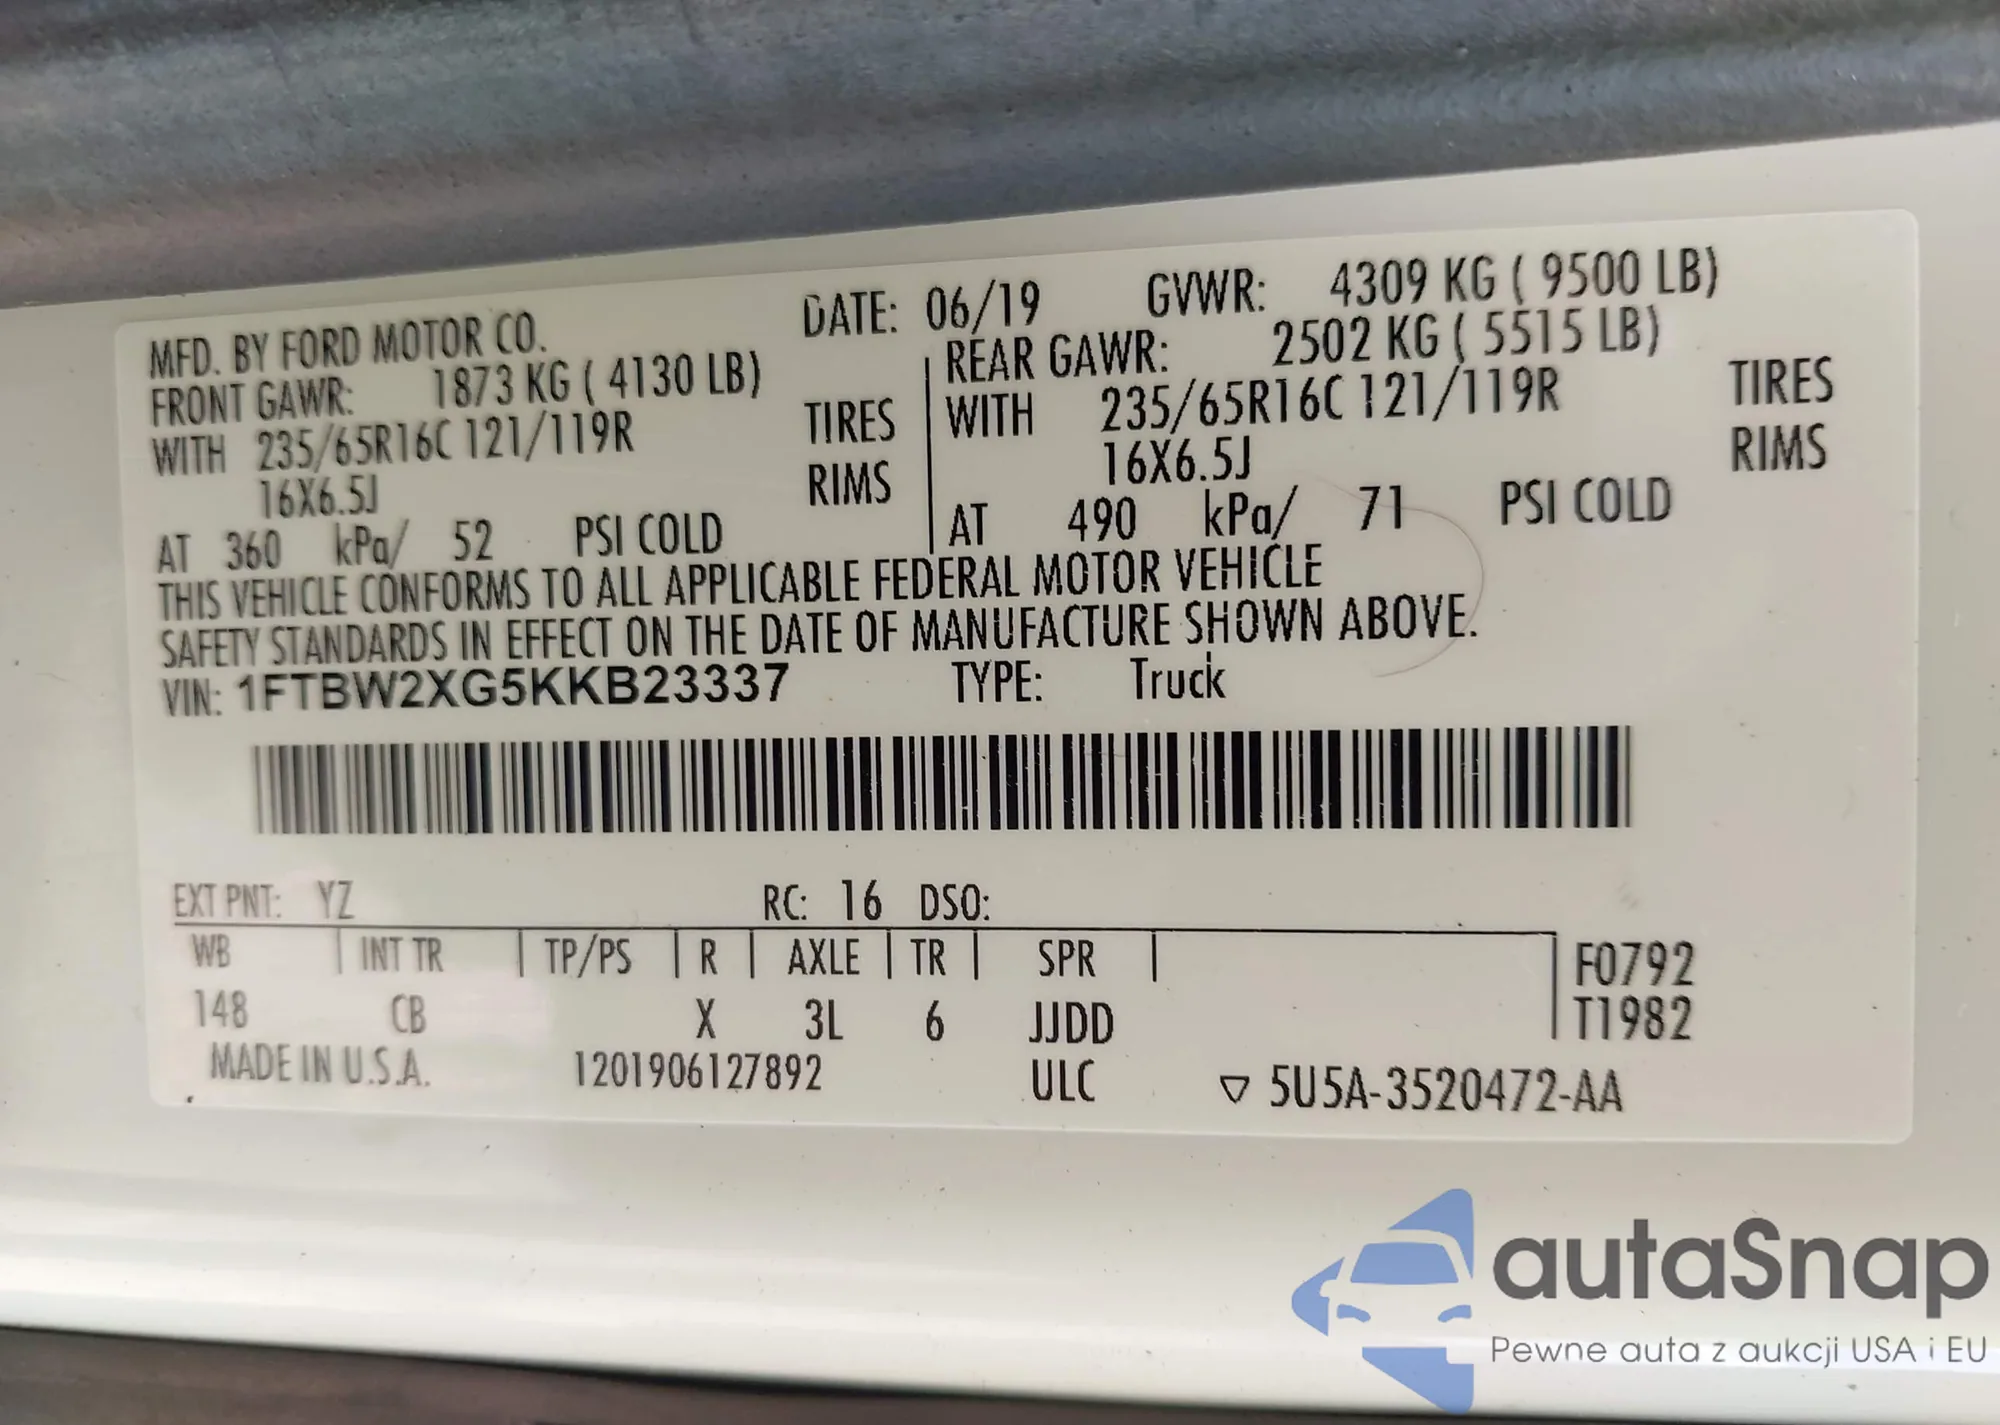 MFD. BY FORD MOTOR CO. DATE: 06/19 GVWR: 4309 KG ( 9500 LB)
FRONT GAWR: 1873 KG ( 4130 LB) REAR GAWR: 2502 KG ( 5515 LB)
WITH 235/65R16C 121/119R TIRES WITH 235/65R16C 121/119R TIRES
16X6.5J RIMS 16X6.5J RIMS
AT 360 kPa/ 52 PSI COLD AT 490 kPa/ 71 PSI COLD
THIS VEHICLE CONFORMS TO ALL APPLICABLE FEDERAL MOTOR VEHICLE
SAFETY STANDARDS IN EFFECT ON THE DATE OF MANUFACTURE SHOWN ABOVE.
VIN: 1FTBW2XG5KKB23337 TYPE: Truck
EXT PNT: YZ RC: 16 DSO:
WB INT TR TP/PS R AXLE TR SPR F0792
148 CB X 3L 6 JJDD T1982
MADE IN U.S.A. 1201906127892 ULC ▽ 5U5A-3520472-AA
autaSnap
Pewne auta z aukcji USA i EU